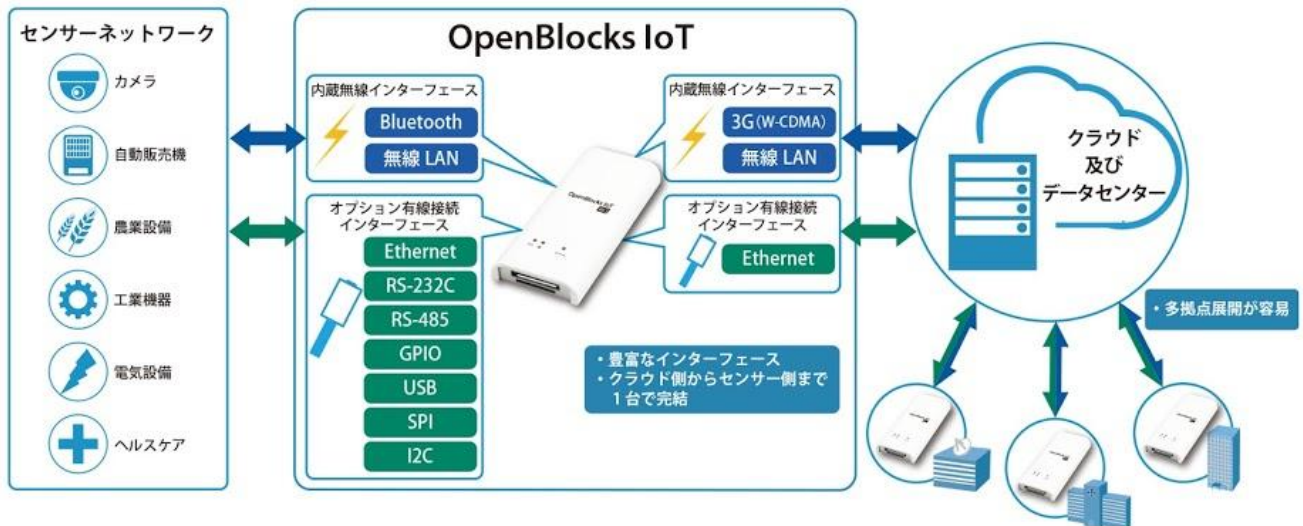 センサーネットワーク
カメラ
自動販売機
農業設備
工業機器
電気設備
ヘルスケア
OpenBlocks IoT
内蔵無線インターフェース
Bluetooth
無線 LAN
オプション有線接続
インターフェース
Ethernet
RS-232C
RS-485
GPIO
USB
SPI
I2C
OpenBlocks IoT
内蔵無線インターフェース
3G(W-CDMA)
無線 LAN
オプション有線接続
インターフェース
Ethernet
・豊富なインターフェース
・クラウド側からセンサー側まで
１台で完結
クラウド
及び
データセンター
・多拠点展開が容易